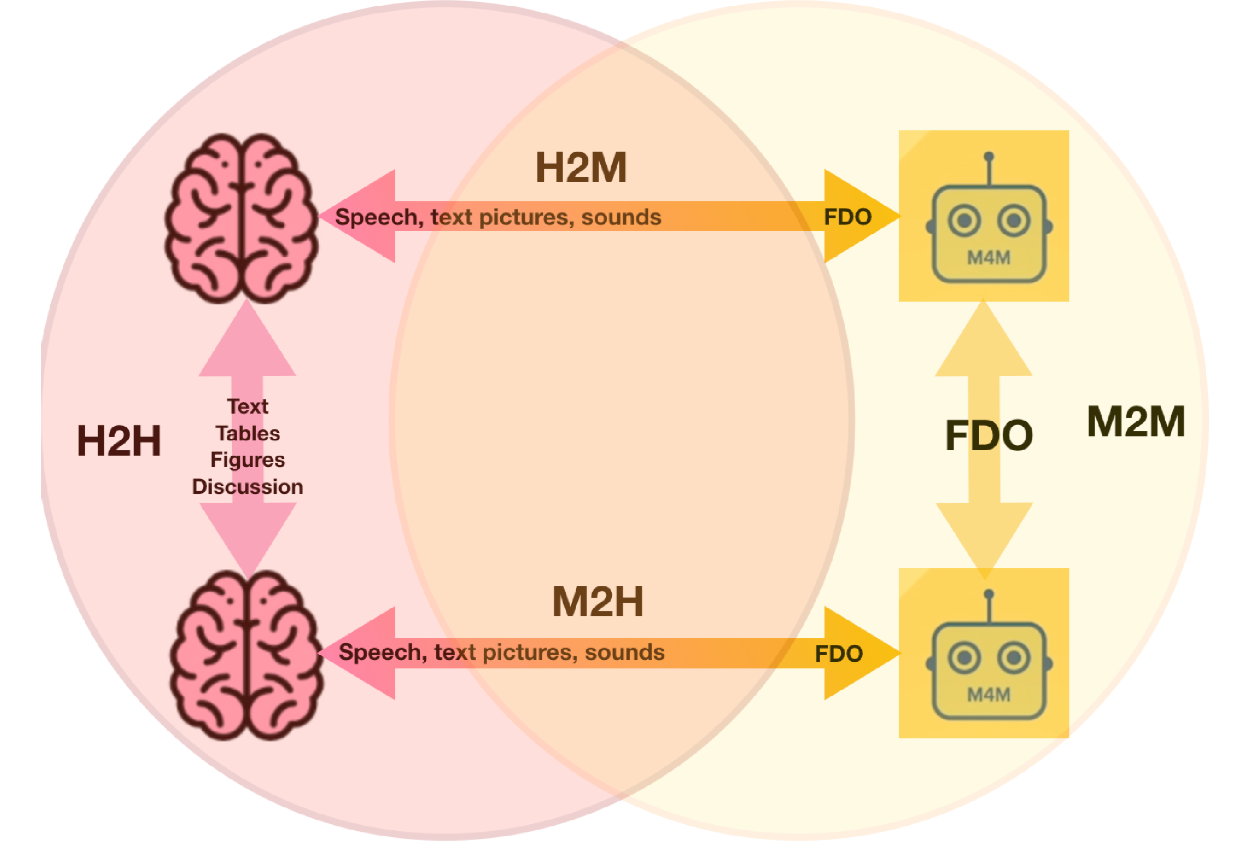 H2M
Speech, text pictures, sounds
FDO
M4M
H2H
Text
Tables
Figures
Discussion
FDO
M2M
M2H
Speech, text pictures, sounds
FDO
M4M